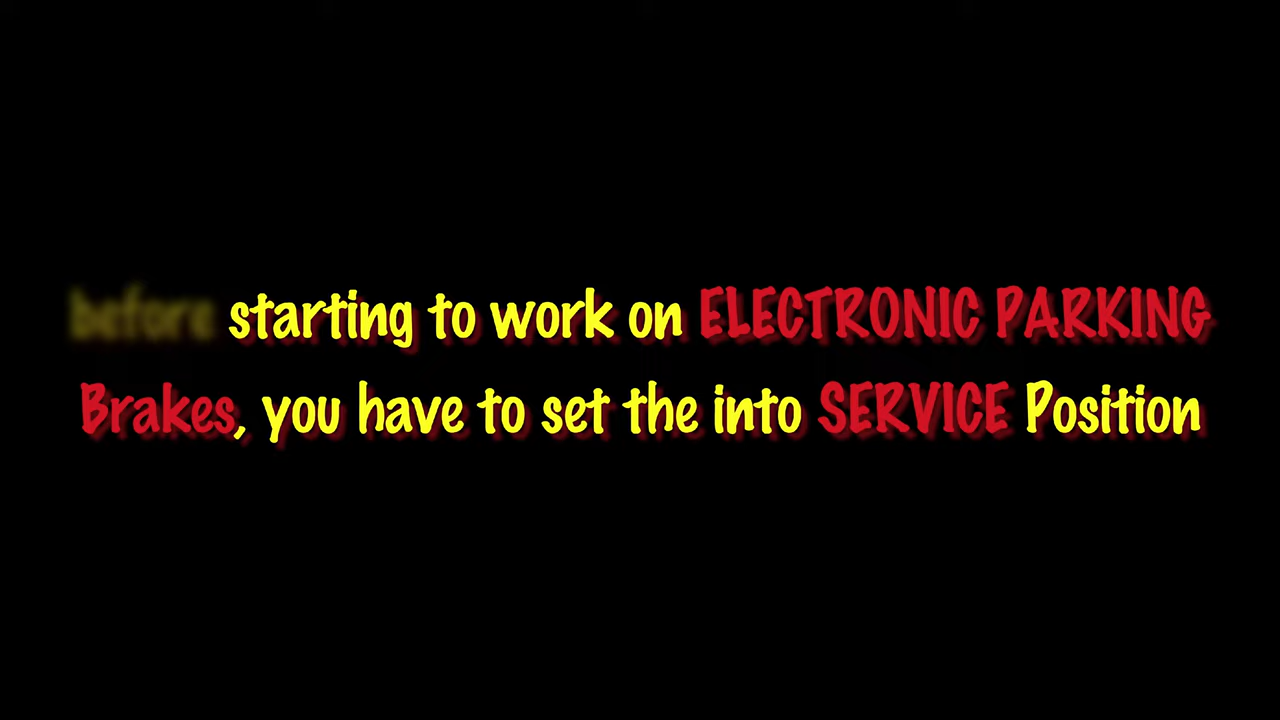 before starting to work on ELECTRONIC PARKING
Brakes, you have to set the into SERVICE Position